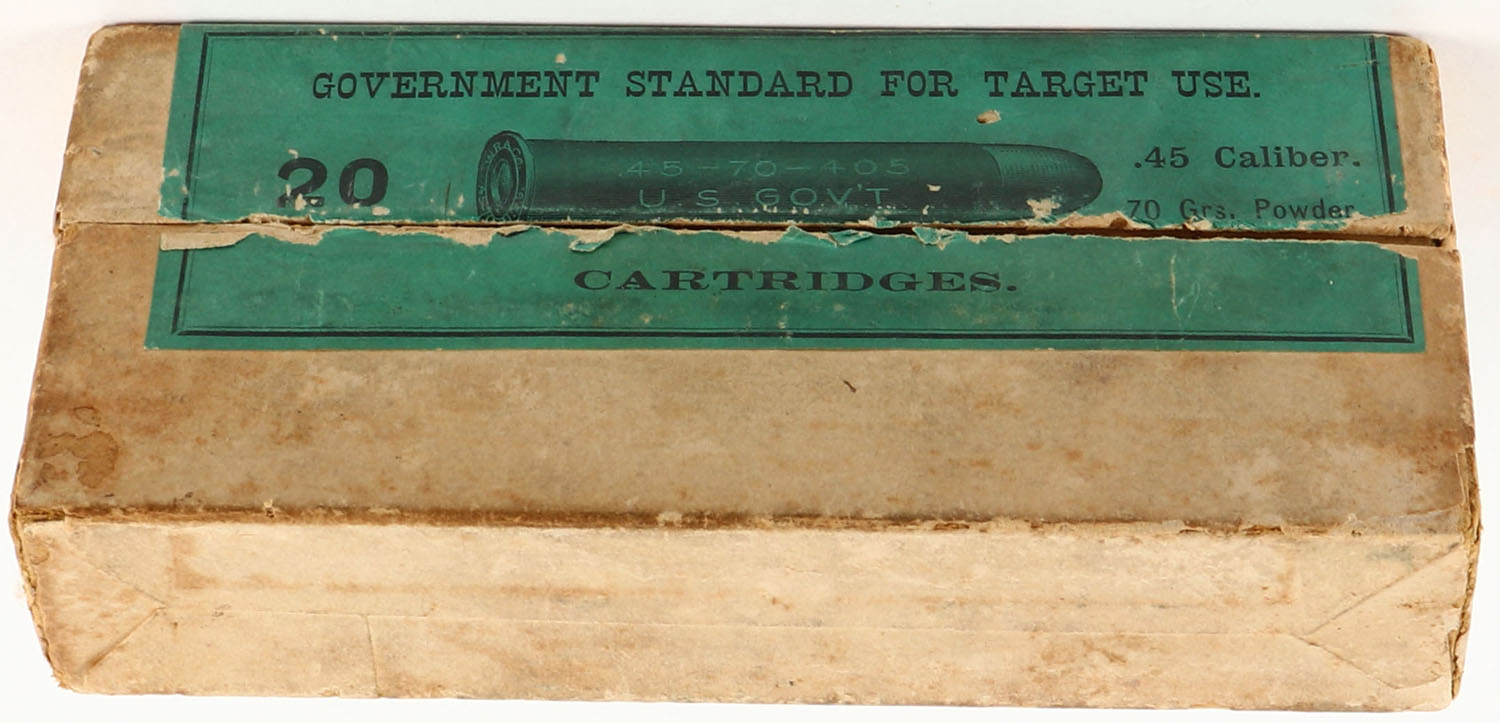 GOVERNMENT STANDARD FOR TARGET USE.
20
.45-70-405
U.S. GOV'T
.45 Caliber.
70 Grs. Powder
CARTRIDGES.